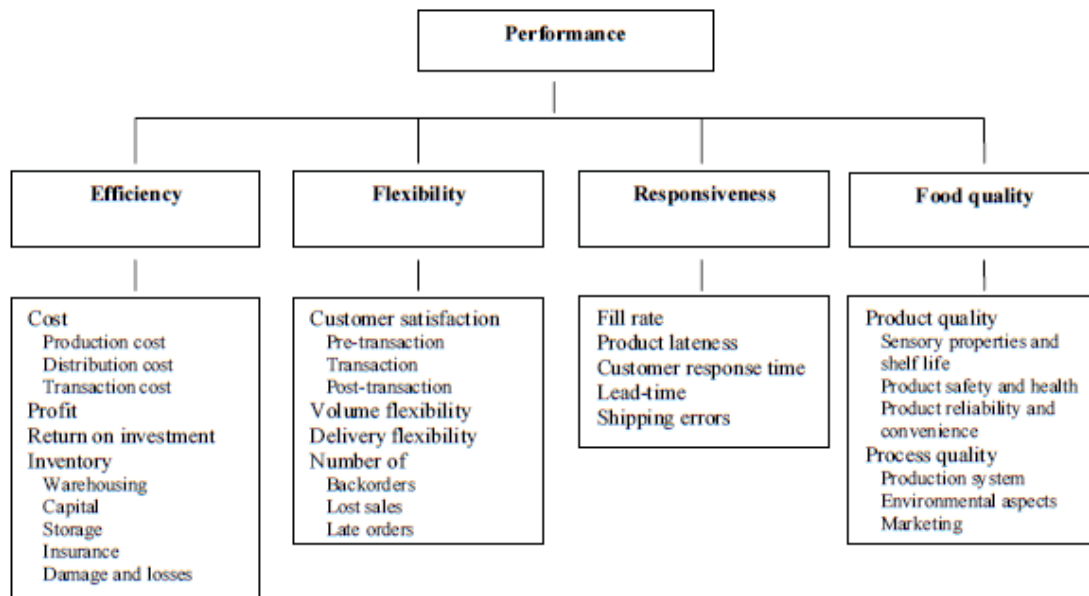 Performance
Efficiency
Flexibility
Responsiveness
Food quality
Cost
Production cost
Distribution cost
Transaction cost
Profit
Return on investment
Inventory
Warehousing
Capital
Storage
Insurance
Damage and losses
Customer satisfaction
Pre-transaction
Transaction
Post-transaction
Volume flexibility
Delivery flexibility
Number of
Backorders
Lost sales
Late orders
Fill rate
Product lateness
Customer response time
Lead-time
Shipping errors
Product quality
Sensory properties and
shelf life
Product safety and health
Product reliability and
convenience
Process quality
Production system
Environmental aspects
Marketing